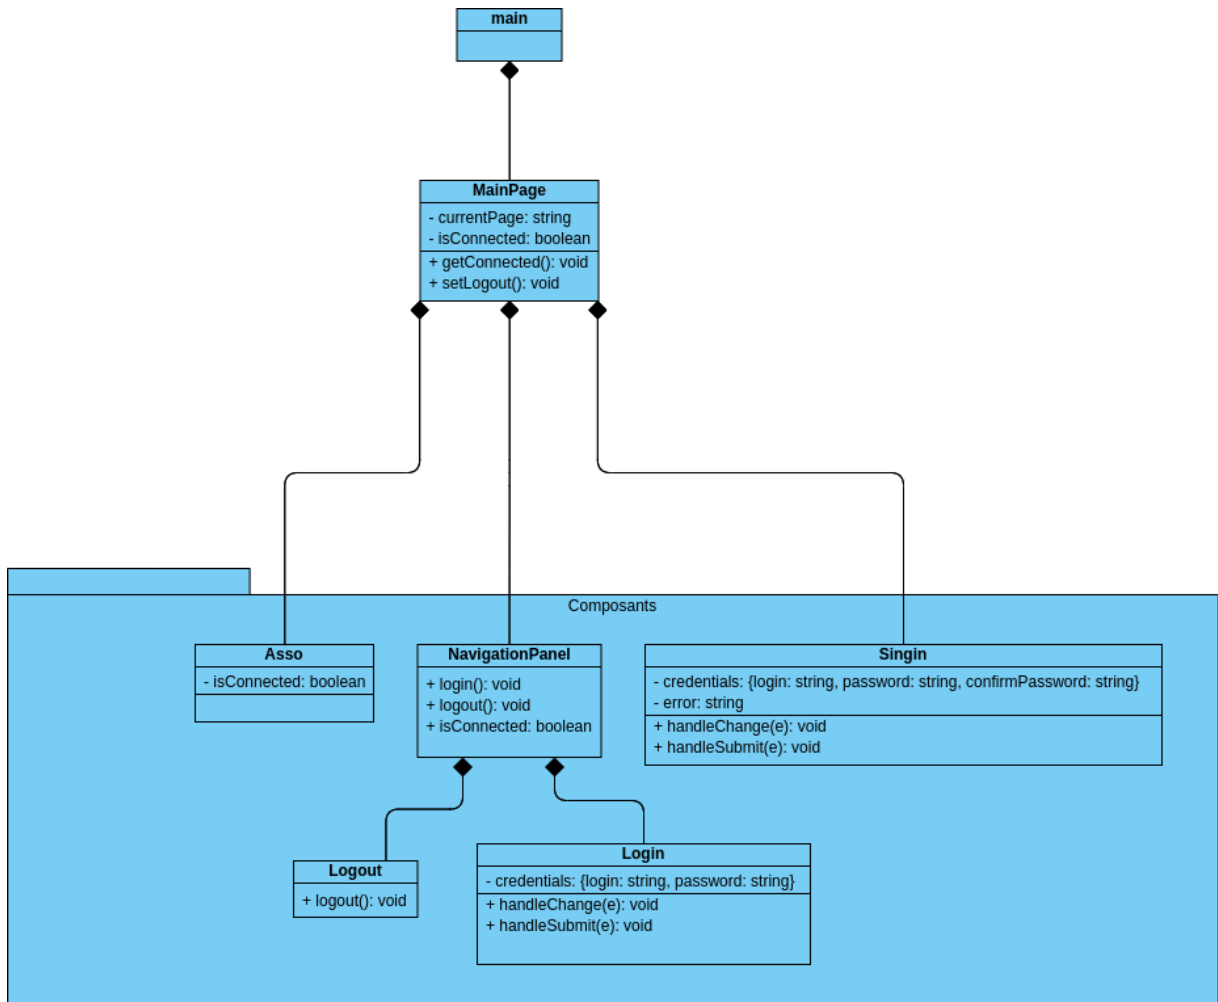 main
MainPage
- currentPage: string
- isConnected: boolean
+ getConnected(): void
+ setLogout(): void
Composants
Asso
- isConnected: boolean
NavigationPanel
+ login(): void
+ logout(): void
+ isConnected: boolean
Singin
- credentials: {login: string, password: string, confirmPassword: string}
- error: string
+ handleChange(e): void
+ handleSubmit(e): void
Logout
+ logout(): void
Login
- credentials: {login: string, password: string}
+ handleChange(e): void
+ handleSubmit(e): void